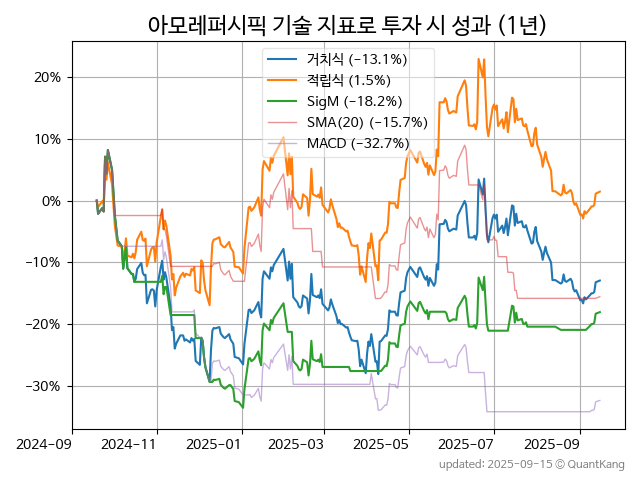 아모레퍼시픽 기술 지표로 투자 시 성과 (1년)
거치식 (−13.1%)
적립식 (1.5%)
SigM (−18.2%)
SMA(20) (−15.7%)
MACD (−32.7%)
20%
10%
0%
−10%
−20%
−30%
2024-09 2024-11 2025-01 2025-03 2025-05 2025-07 2025-09
updated: 2025-09-15 © QuantKang